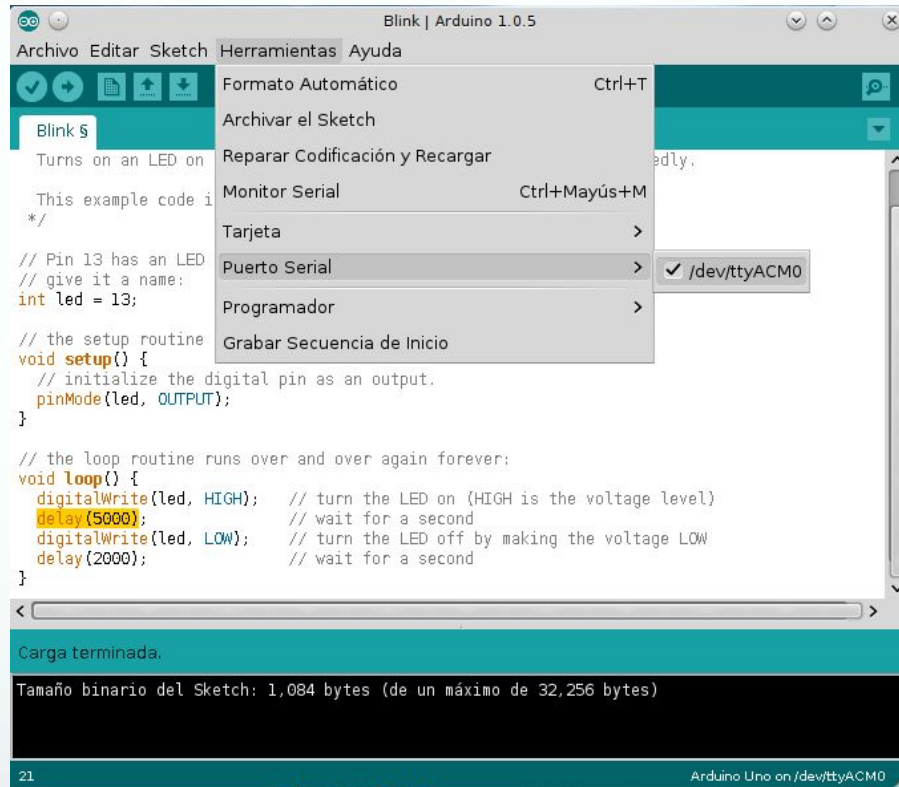 Blink | Arduino 1.0.5
Archivo Editar Sketch Herramientas Ayuda
Formato Automático Ctrl+T
Archivar el Sketch
Reparar Codificación y Recargar
Monitor Serial Ctrl+Mayús+M
Tarjeta
Puerto Serial
/dev/ttyACM0
Programador
Grabar Secuencia de Inicio
Blink §
Turns on an LED on edly.
This example code i
*/
// Pin 13 has an LED
// give it a name:
int led = 13;
// the setup routine
void setup() {
// initialize the digital pin as an output.
pinMode(led, OUTPUT);
}
// the loop routine runs over and over again forever:
void loop() {
digitalWrite(led, HIGH); // turn the LED on (HIGH is the voltage level)
delay(5000); // wait for a second
digitalWrite(led, LOW); // turn the LED off by making the voltage LOW
delay(2000); // wait for a second
}
Carga terminada.
Tamaño binario del Sketch: 1,084 bytes (de un máximo de 32,256 bytes)
21 Arduino Uno on /dev/ttyACM0